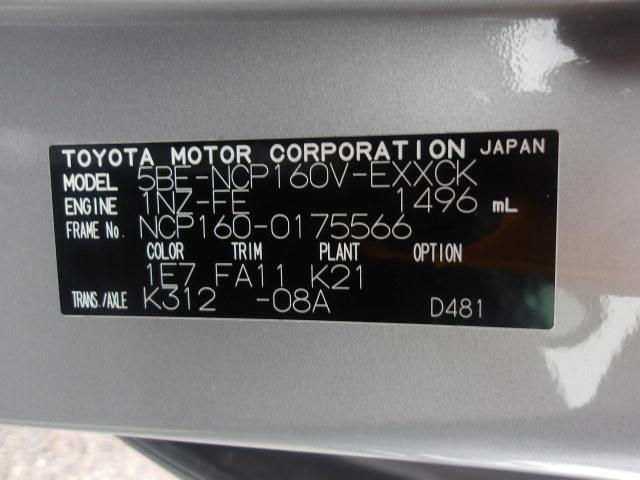 TOYOTA MOTOR CORPORATION JAPAN
MODEL 5BE-NCP160V-EXXCK
ENGINE 1NZ-FE 1496 mL
FRAME No. NCP160-0175566
COLOR TRIM PLANT OPTION
1E7 FA11 K21
TRANS./AXLE K312 -08A D481